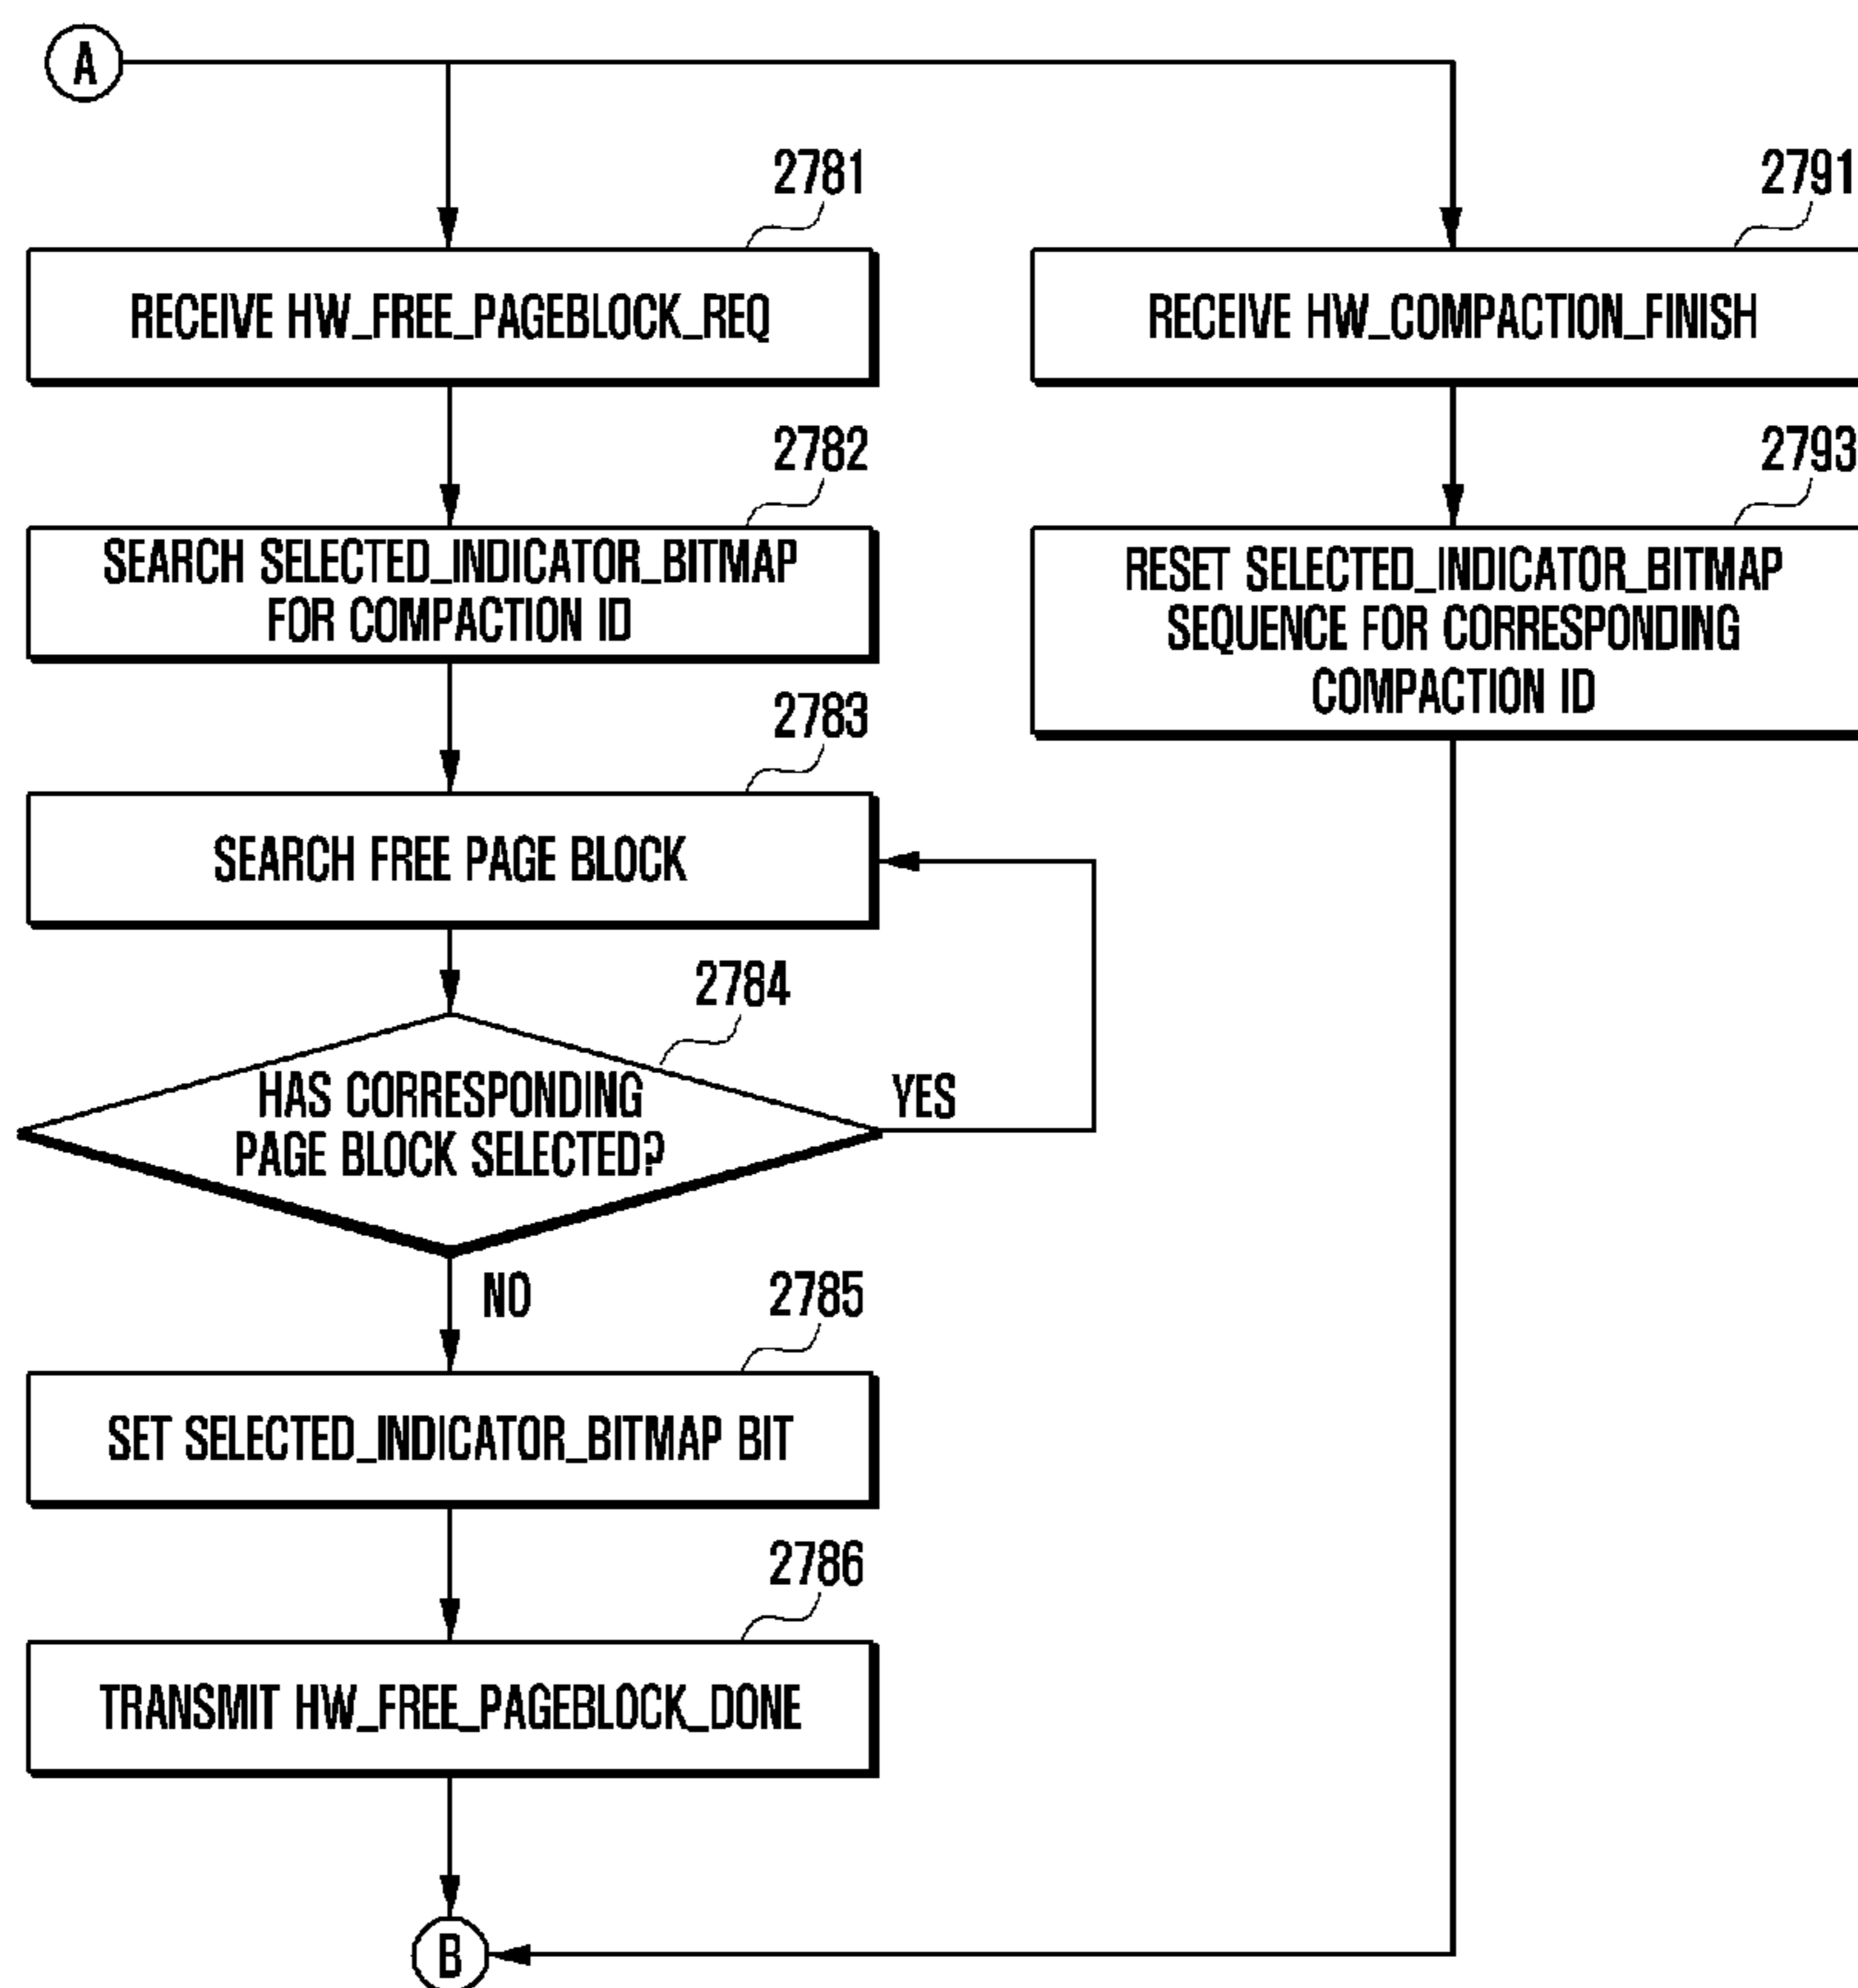 A
2781
RECEIVE HW_FREE_PAGEBLOCK_REQ
2782
SEARCH SELECTED_INDICATOR_BITMAP
FOR COMPACTION ID
2783
SEARCH FREE PAGE BLOCK
2784
HAS CORRESPONDING
PAGE BLOCK SELECTED?
YES
NO
2785
SET SELECTED_INDICATOR_BITMAP BIT
2786
TRANSMIT HW_FREE_PAGEBLOCK_DONE
B
2791
RECEIVE HW_COMPACTION_FINISH
2793
RESET SELECTED_INDICATOR_BITMAP
SEQUENCE FOR CORRESPONDING
COMPACTION ID